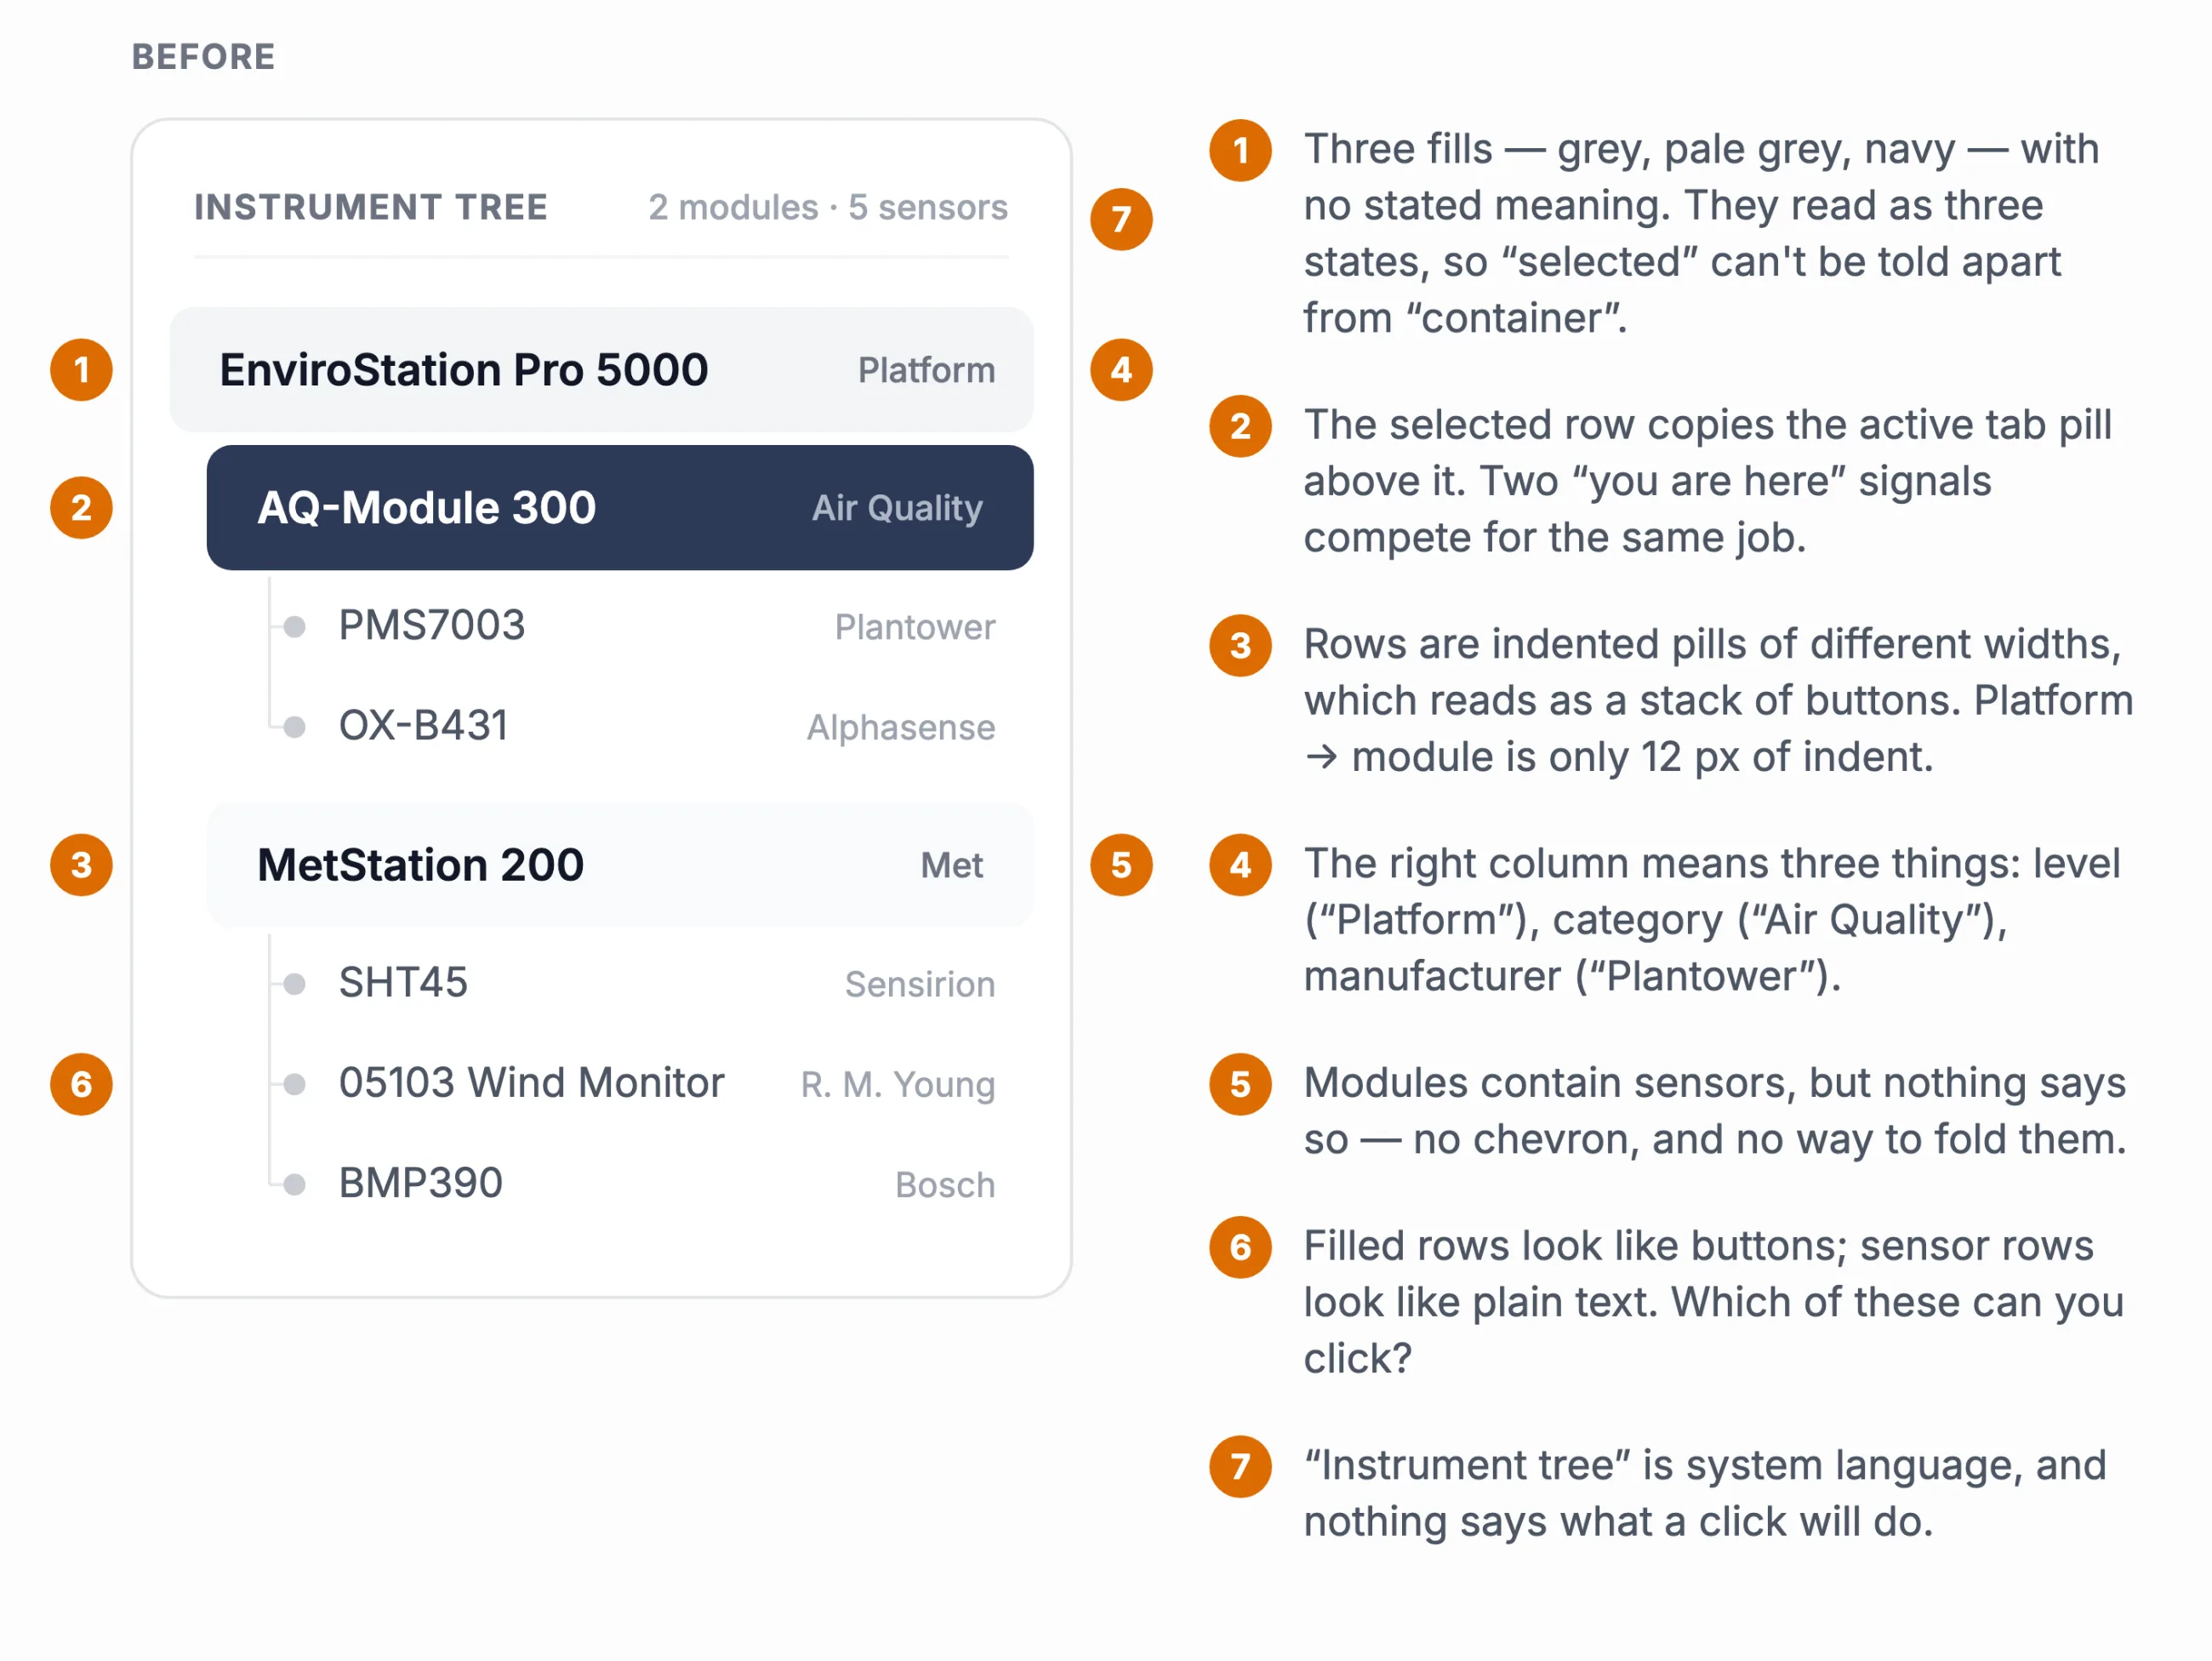 BEFORE
INSTRUMENT TREE 2 modules · 5 sensors
7
1 EnviroStation Pro 5000 Platform 4
2 AQ-Module 300 Air Quality
PMS7003 Plantower
OX-B431 Alphasense
3 MetStation 200 Met 5
SHT45 Sensirion
6 05103 Wind Monitor R. M. Young
BMP390 Bosch
1 Three fills — grey, pale grey, navy — with
no stated meaning. They read as three
states, so “selected” can't be told apart
from “container”.
2 The selected row copies the active tab pill
above it. Two “you are here” signals
compete for the same job.
3 Rows are indented pills of different widths,
which reads as a stack of buttons. Platform
→ module is only 12 px of indent.
4 The right column means three things: level
(“Platform”), category (“Air Quality”),
manufacturer (“Plantower”).
5 Modules contain sensors, but nothing says
so — no chevron, and no way to fold them.
6 Filled rows look like buttons; sensor rows
look like plain text. Which of these can you
click?
7 “Instrument tree” is system language, and
nothing says what a click will do.